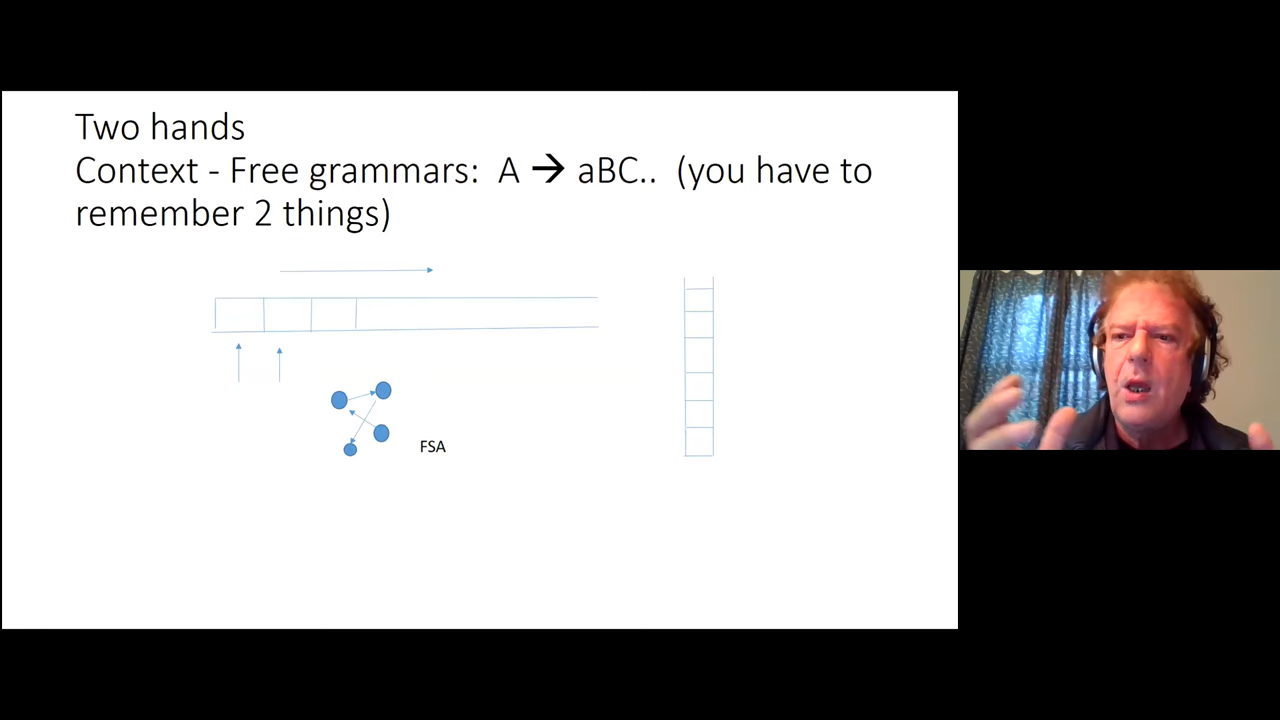 Two hands
Context - Free grammars:  A → aBC..  (you have to
remember 2 things)
FSA